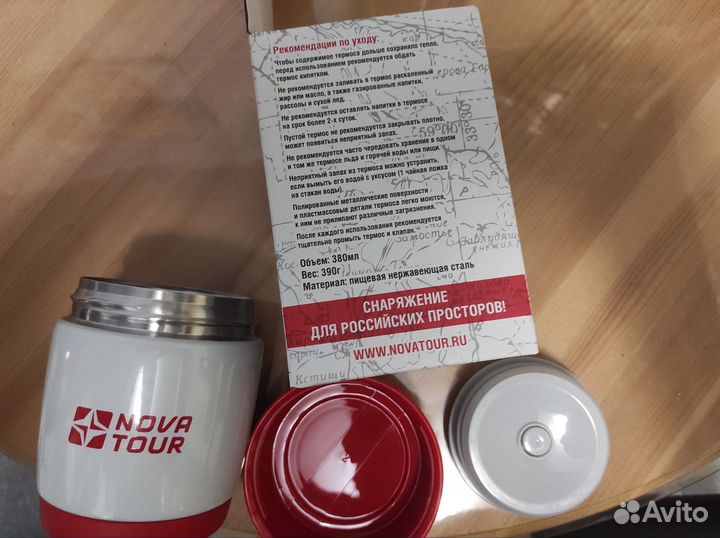 Рекомендации по уходу:
Чтобы содержимое термоса дольше сохраняло тепло,
перед использованием рекомендуется обдать
термос кипятком.
Не рекомендуется заливать в термос раскаленный
жир или масло, а также газированные напитки,
рассолы и сухой лед.
Не рекомендуется оставлять напитки в термосе
на срок более 2-х суток.
Пустой термос не рекомендуется закрывать плотно,
может появиться неприятный запах.
Не рекомендуется часто чередовать хранение в одном
и том же термосе льда и горячей воды или пищи.
Неприятный запах из термоса можно устранить,
если вымыть его водой с уксусом (1 чайная ложка
на стакан воды).
Полированные металлические поверхности
и пластмассовые детали термоса легко моются,
к ним не прилипают различные загрязнения.
После каждого использования рекомендуется
тщательно промыть термос и клапан.
Объем: 380мл
Вес: 390г
Материал: пищевая нержавеющая сталь
СНАРЯЖЕНИЕ
ДЛЯ РОССИЙСКИХ ПРОСТОРОВ!
WWW.NOVATOUR.RU
59°00'
33°30'
Замостье
Кстищи
NOVA
TOUR
Avito